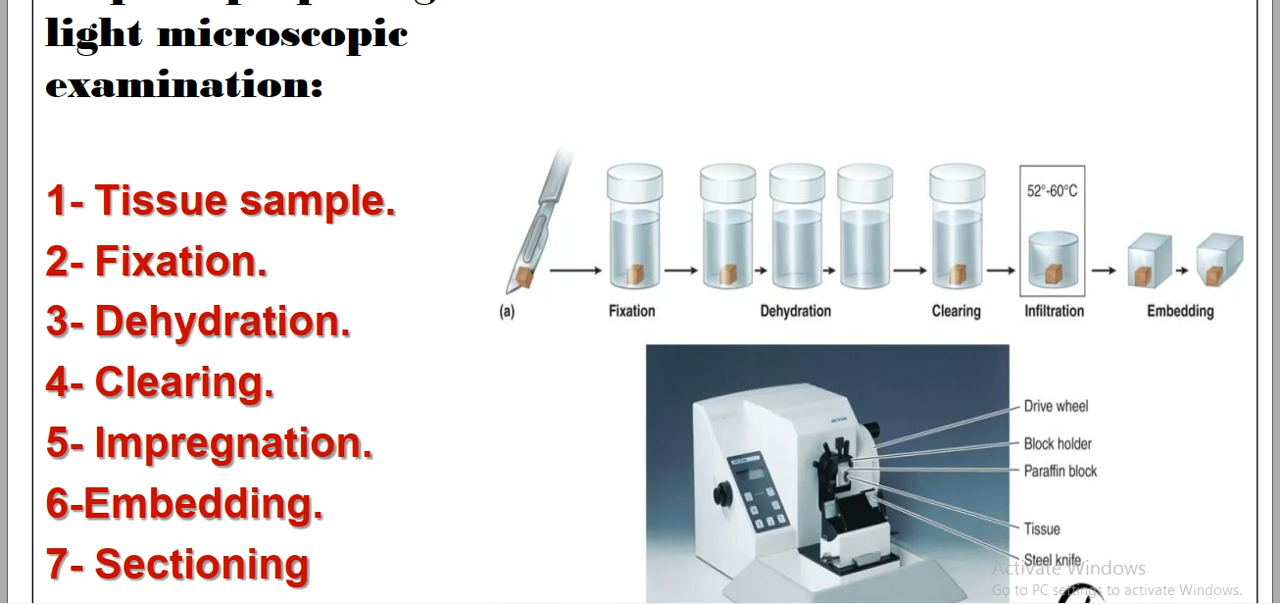 light microscopic
examination:
1- Tissue sample.
2- Fixation.
3- Dehydration.
4- Clearing.
5- Impregnation.
6-Embedding.
7- Sectioning
52°-60°C
(a)
Fixation
Dehydration
Clearing
Infiltration
Embedding
Drive wheel
Block holder
Paraffin block
Tissue
Steel knife
Activate Windows
Go to PC settings to activate Windows.